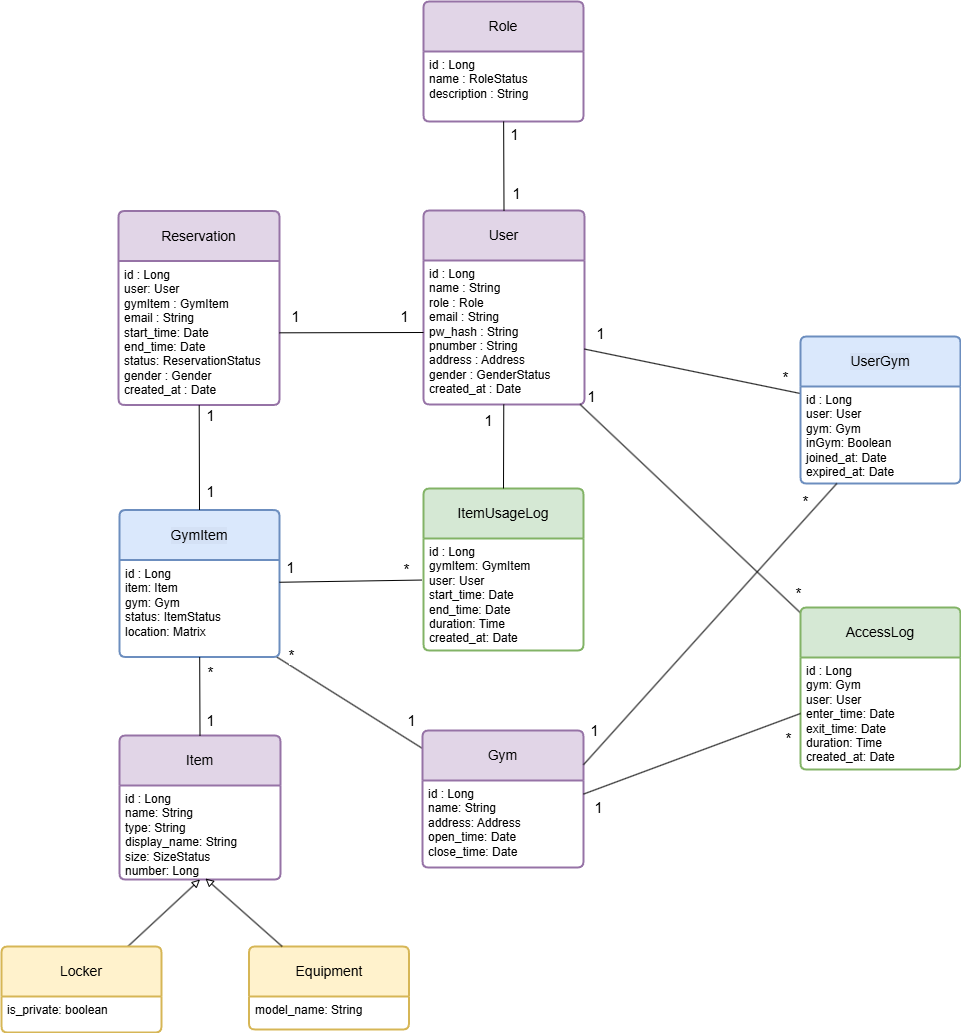 Role
id : Long
name : RoleStatus
description : String
1
1
Reservation
id : Long
user: User
gymItem : GymItem
email : String
start_time: Date
end_time: Date
status: ReservationStatus
gender : Gender
created_at : Date
1
1
User
id : Long
name : String
role : Role
email : String
pw_hash : String
pnumber : String
address : Address
gender : GenderStatus
created_at : Date
1
*
UserGym
id : Long
user: User
gym: Gym
inGym: Boolean
joined_at: Date
expired_at: Date
1
1
1
1
*
GymItem
id : Long
item: Item
gym: Gym
status: ItemStatus
location: Matrix
1
*
ItemUsageLog
id : Long
gymItem: GymItem
user: User
start_time: Date
end_time: Date
duration: Time
created_at: Date
*
AccessLog
id : Long
gym: Gym
user: User
enter_time: Date
exit_time: Date
duration: Time
created_at: Date
*
*
1
1
1
*
1
Item
id : Long
name: String
type: String
display_name: String
size: SizeStatus
number: Long
Gym
id : Long
name: String
address: Address
open_time: Date
close_time: Date
Locker
is_private: boolean
Equipment
model_name: String